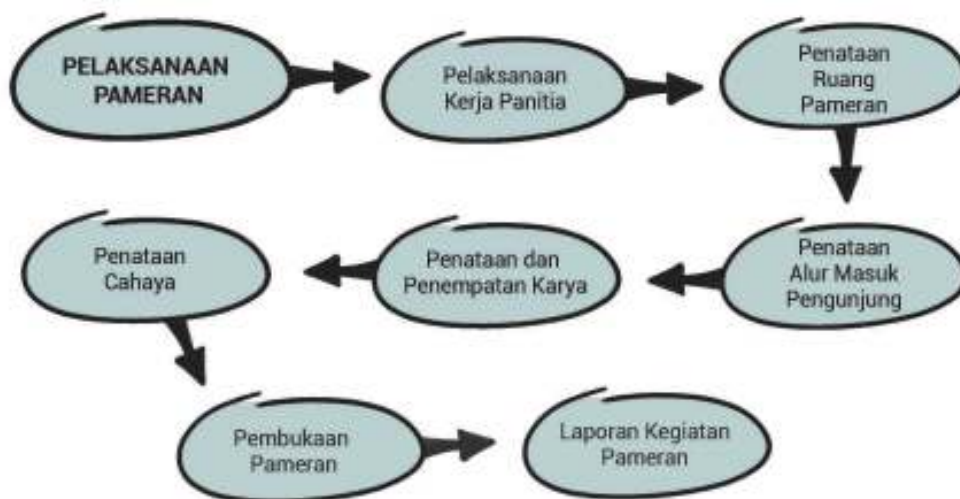 PELAKSANAAN
PAMERAN
Pelaksanaan
Kerja Panitia
Penataan
Ruang
Pameran
Penataan
Alur Masuk
Pengunjung
Penataan dan
Penempatan Karya
Penataan
Cahaya
Pembukaan
Pameran
Laporan Kegiatan
Pameran